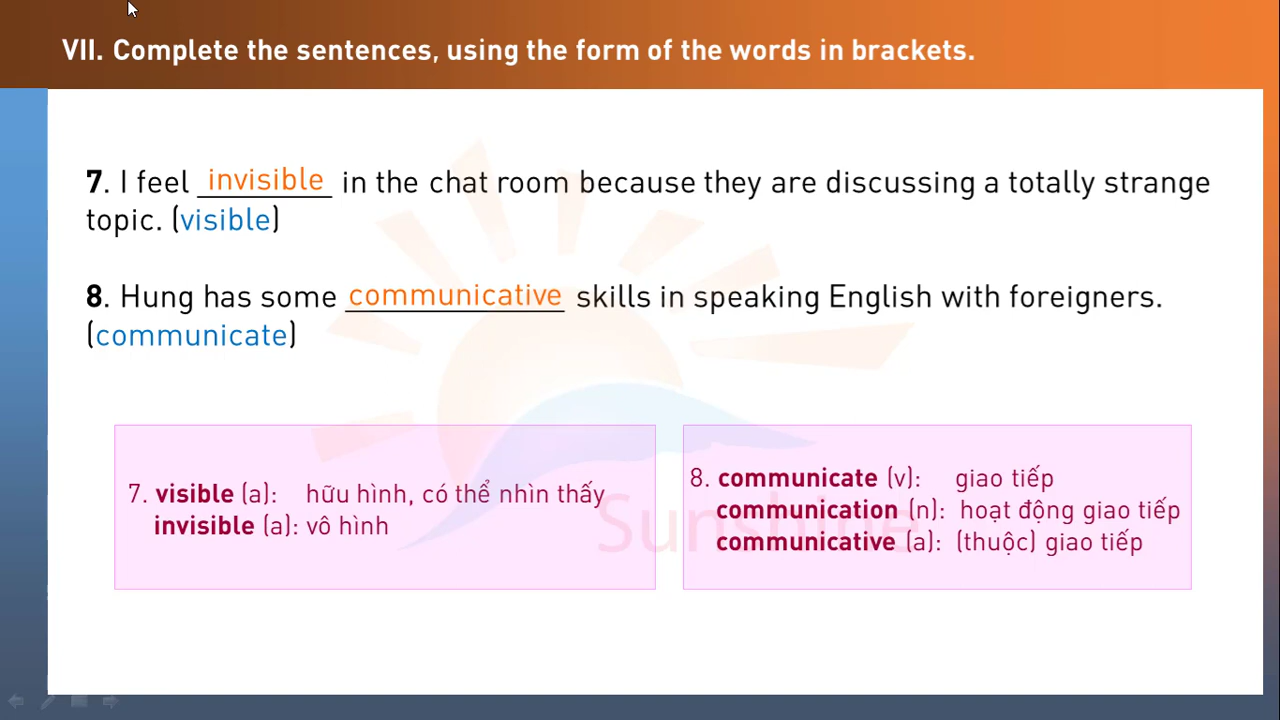 VII. Complete the sentences, using the form of the words in brackets.
7. I feel invisible in the chat room because they are discussing a totally strange
topic. (visible)
8. Hung has some communicative skills in speaking English with foreigners.
(communicate)
7. visible (a): hữu hình, có thể nhìn thấy
invisible (a): vô hình
8. communicate (v): giao tiếp
communication (n): hoạt động giao tiếp
communicative (a): (thuộc) giao tiếp
Sunshine